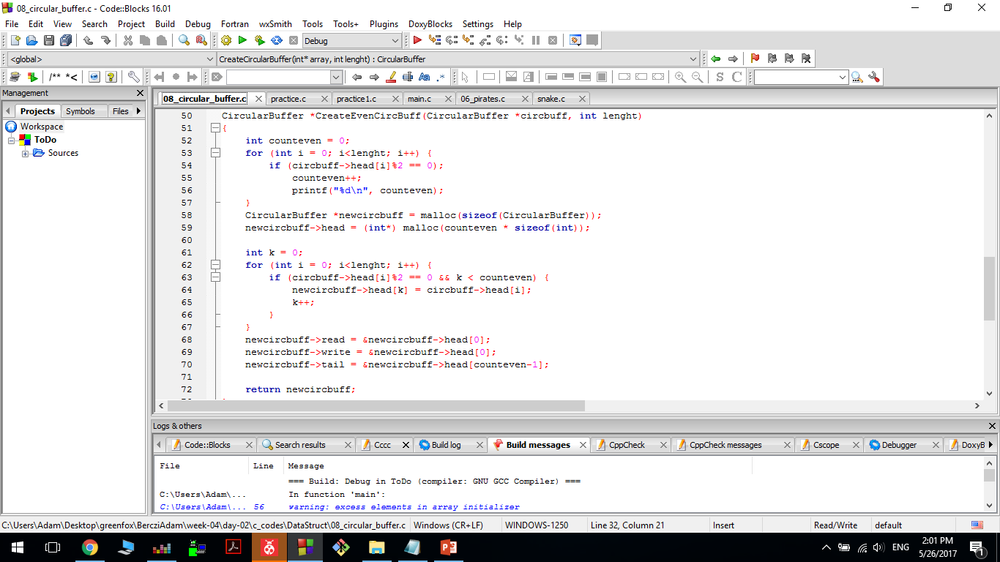 08_circular_buffer.c - Code::Blocks 16.01
File Edit View Search Project Build Debug Fortran wxSmith Tools Tools+ Plugins DoxyBlocks Settings Help
Debug
<global> CreateCircularBuffer(int* array, int lenght) : CircularBuffer
/** *< Aa .* S C
Management
08_circular_buffer.c practice.c practice1.c main.c 06_pirates.c snake.c
Projects Symbols Files
Workspace
ToDo
Sources
50 CircularBuffer *CreateEvenCircBuff(CircularBuffer *circbuff, int lenght)
51 {
52 int counteven = 0;
53 for (int i = 0; i<lenght; i++) {
54 if (circbuff->head[i]%2 == 0);
55 counteven++;
56 printf("%d\n", counteven);
57 }
58 CircularBuffer *newcircbuff = malloc(sizeof(CircularBuffer));
59 newcircbuff->head = (int*) malloc(counteven * sizeof(int));
60
61 int k = 0;
62 for (int i = 0; i<lenght; i++) {
63 if (circbuff->head[i]%2 == 0 && k < counteven) {
64 newcircbuff->head[k] = circbuff->head[i];
65 k++;
66 }
67 }
68 newcircbuff->read = &newcircbuff->head[0];
69 newcircbuff->write = &newcircbuff->head[0];
70 newcircbuff->tail = &newcircbuff->head[counteven-1];
71
72 return newcircbuff;
Logs & others
Code::Blocks Search results Cccc Build log Build messages CppCheck CppCheck messages Cscope Debugger DoxyB
File Line Message
=== Build: Debug in ToDo (compiler: GNU GCC Compiler) ===
C:\Users\Adam\... In function 'main':
C:\Users\Adam\... 56 warning: excess elements in array initializer
C:\Users\Adam\Desktop\greenfox\BercziAdam\week-04\day-02\c_codes\DataStruct\08_circular_buffer.c Windows (CR+LF) WINDOWS-1250 Line 32, Column 21 Insert Read/Write default
ENG
2:01 PM
5/26/2017
1